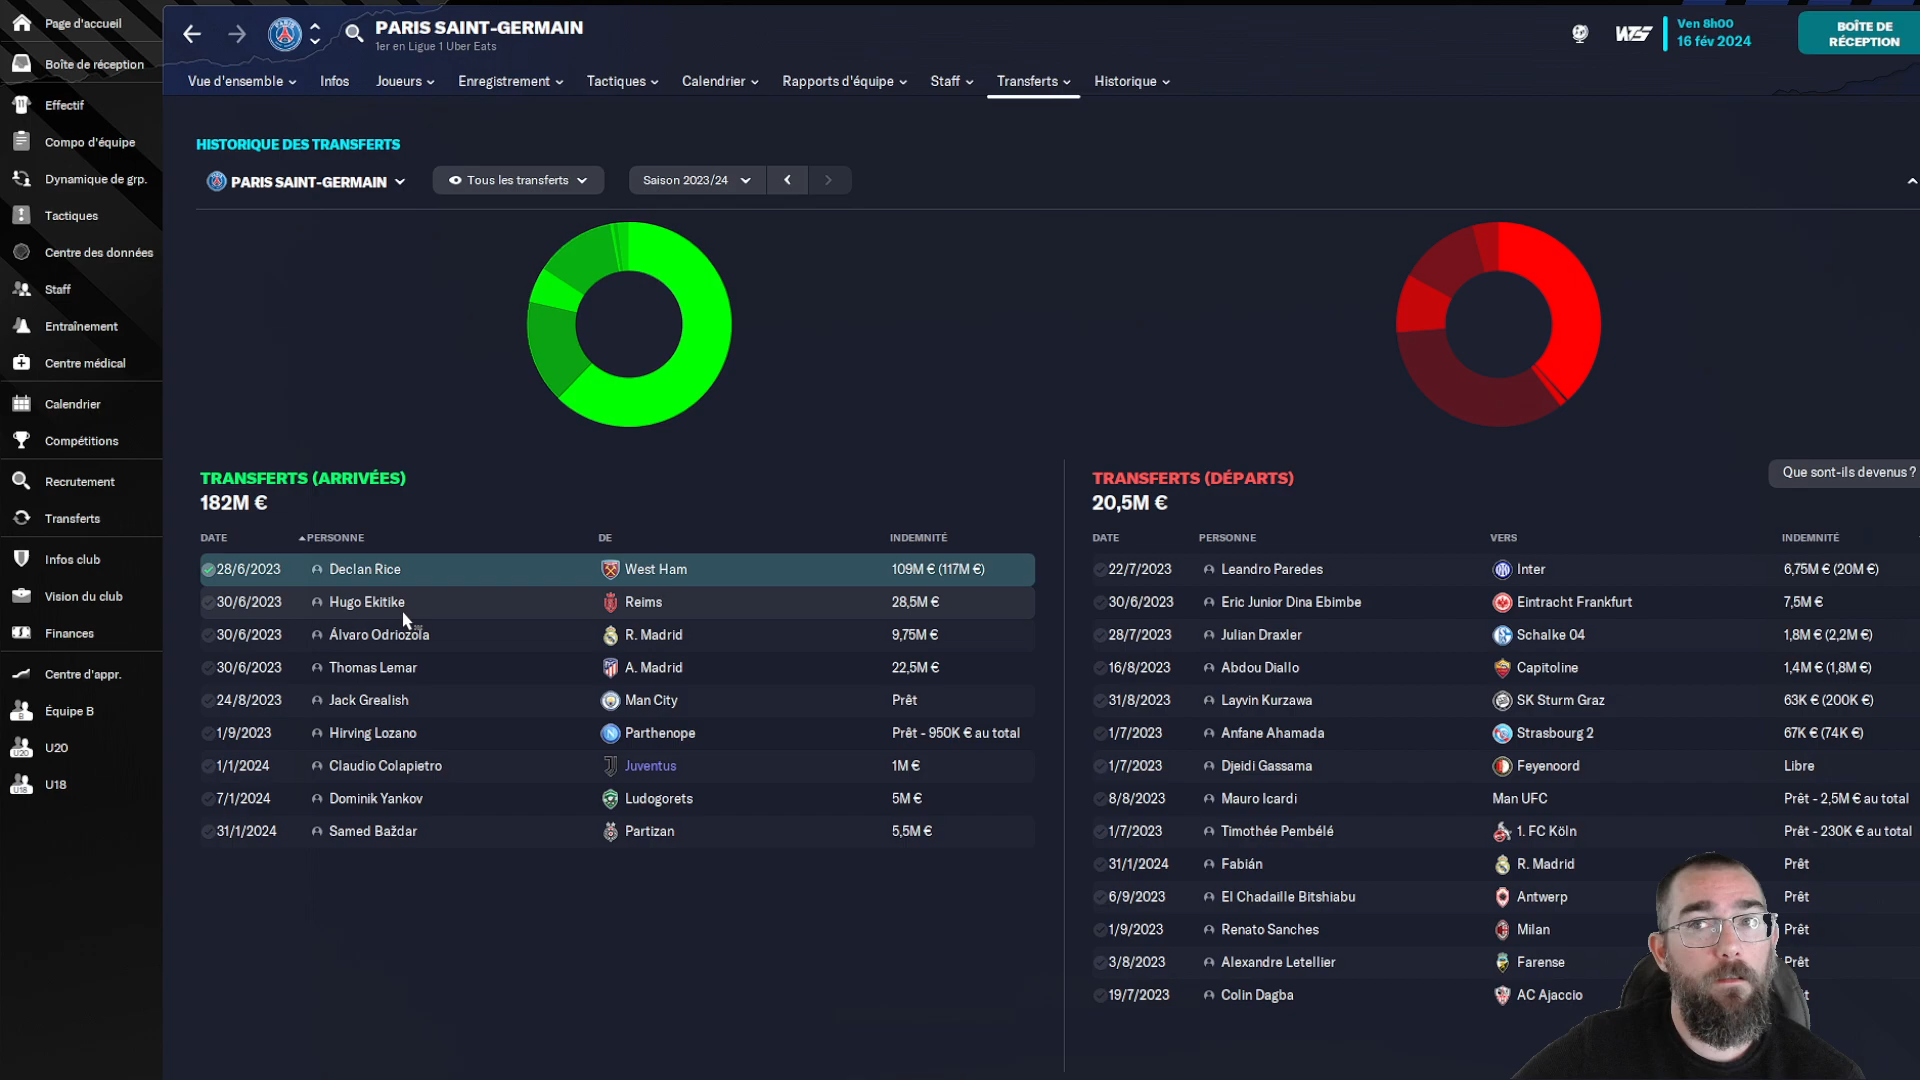 Page d'accueil
Boîte de réception
Effectif
Compo d'équipe
Dynamique de grp.
Tactiques
Centre des données
Staff
Entraînement
Centre médical
Calendrier
Compétitions
Recrutement
Transferts
Infos club
Vision du club
Finances
Centre d'appr.
Équipe B
U20
U18
PARIS SAINT-GERMAIN
1er en Ligue 1 Uber Eats
Ven 8h00
16 fév 2024
BOÎTE DE
RÉCEPTION
Vue d'ensemble Infos Joueurs Enregistrement Tactiques Calendrier Rapports d'équipe Staff Transferts Historique
HISTORIQUE DES TRANSFERTS
PARIS SAINT-GERMAIN Tous les transferts Saison 2023/24
TRANSFERTS (ARRIVÉES)
182M €
DATE PERSONNE DE INDEMNITÉ
28/6/2023 Declan Rice West Ham 109M € (117M €)
30/6/2023 Hugo Ekitike Reims 28,5M €
30/6/2023 Álvaro Odriozola R. Madrid 9,75M €
30/6/2023 Thomas Lemar A. Madrid 22,5M €
24/8/2023 Jack Grealish Man City Prêt
1/9/2023 Hirving Lozano Parthenope Prêt - 950K € au total
1/1/2024 Claudio Colapietro Juventus 1M €
7/1/2024 Dominik Yankov Ludogorets 5M €
31/1/2024 Samed Baždar Partizan 5,5M €
TRANSFERTS (DÉPARTS)
20,5M €
Que sont-ils devenus ?
DATE PERSONNE VERS INDEMNITÉ
22/7/2023 Leandro Paredes Inter 6,75M € (20M €)
30/6/2023 Eric Junior Dina Ebimbe Eintracht Frankfurt 7,5M €
28/7/2023 Julian Draxler Schalke 04 1,8M € (2,2M €)
16/8/2023 Abdou Diallo Capitoline 1,4M € (1,8M €)
31/8/2023 Layvin Kurzawa SK Sturm Graz 63K € (200K €)
1/7/2023 Anfane Ahamada Strasbourg 2 67K € (74K €)
1/7/2023 Djeidi Gassama Feyenoord Libre
8/8/2023 Mauro Icardi Man UFC Prêt - 2,5M € au total
1/7/2023 Timothée Pembélé 1. FC Köln Prêt - 230K € au total
31/1/2024 Fabián R. Madrid Prêt
6/9/2023 El Chadaille Bitshiabu Antwerp Prêt
1/9/2023 Renato Sanches Milan Prêt
3/8/2023 Alexandre Letellier Farense Prêt
19/7/2023 Colin Dagba AC Ajaccio